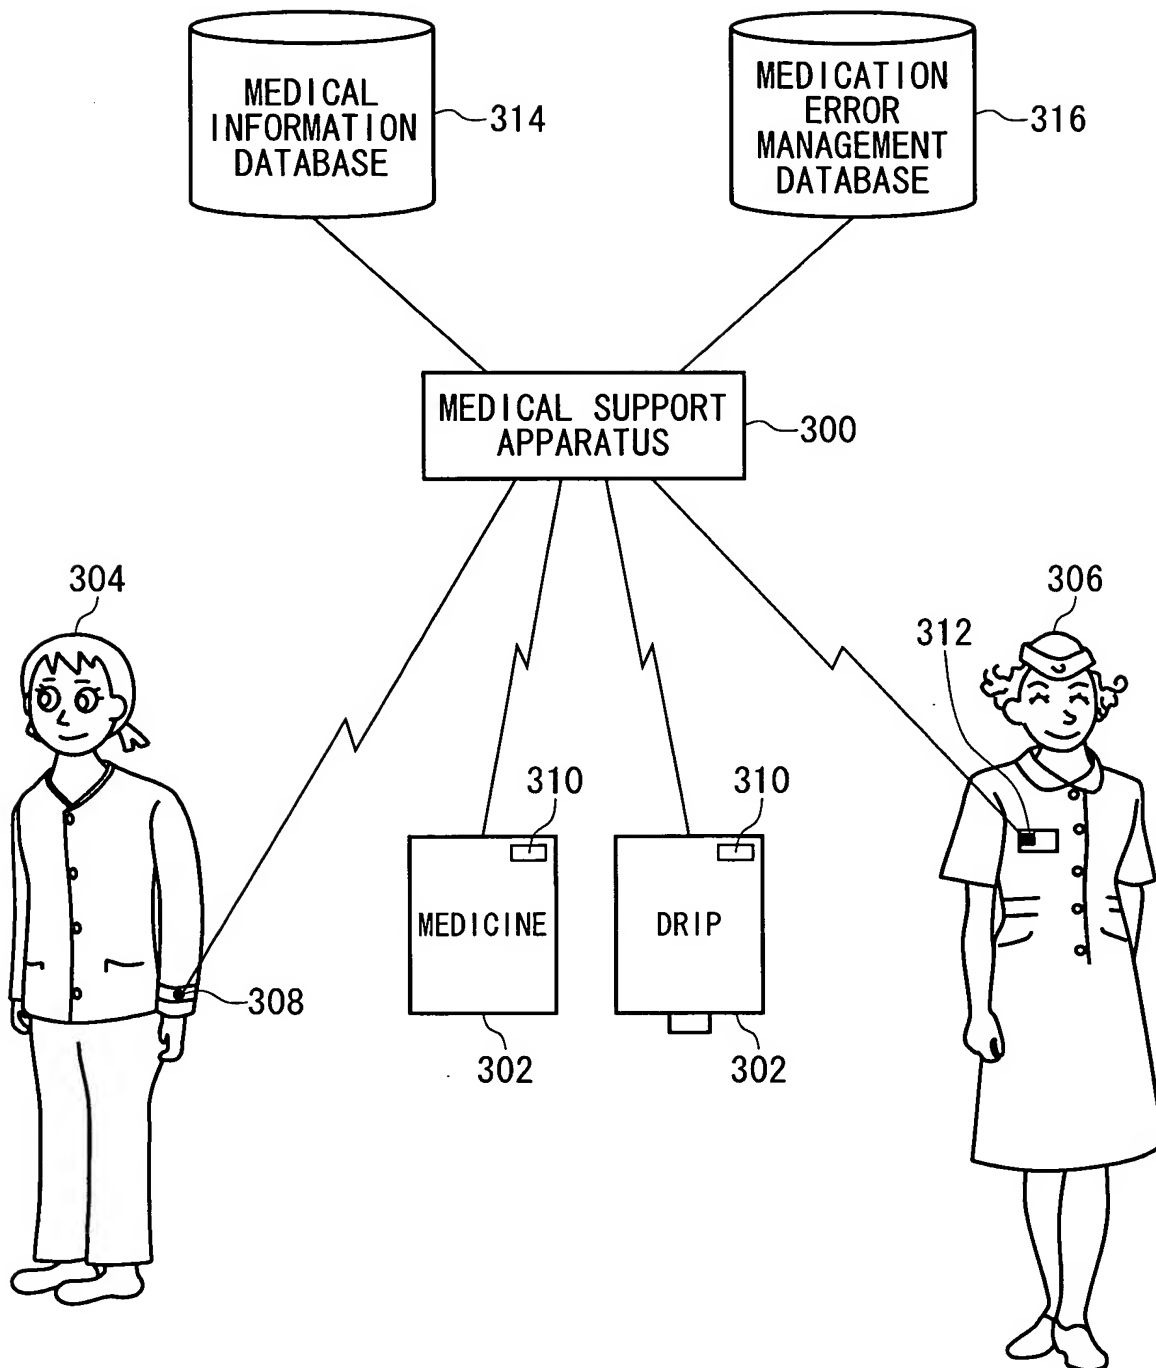 MEDICAL
INFORMATION
DATABASE
314
MEDICATION
ERROR
MANAGEMENT
DATABASE
316
MEDICAL SUPPORT
APPARATUS
300
304
306
312
310
310
MEDICINE
DRIP
308
302
302